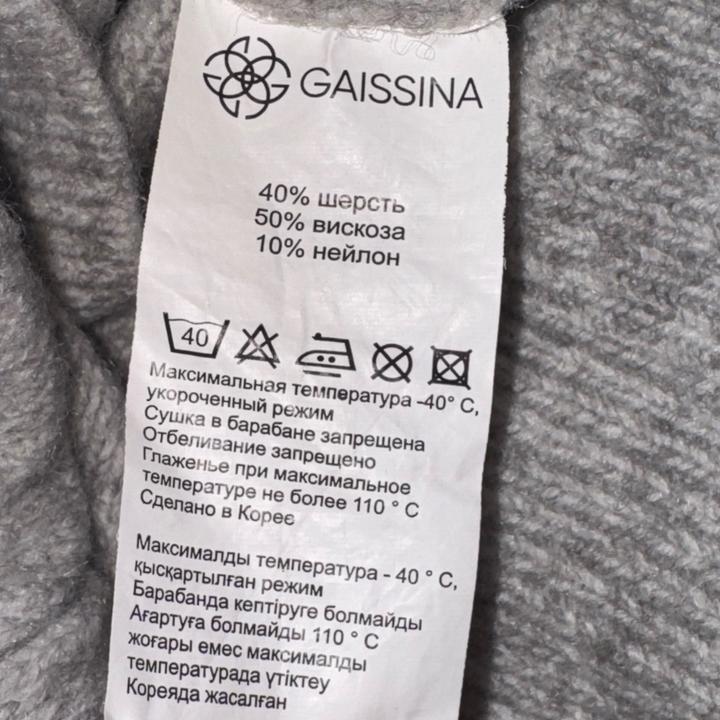 GAISSINA
40% шерсть
50% вискоза
10% нейлон
40
Максимальная температура -40° С,
укороченный режим
Сушка в барабане запрещена
Отбеливание запрещено
Глаженье при максимальное
температуре не более 110 ° С
Сделано в Корее
Максималды температура - 40 ° С,
қысқартылған режим
Барабанда кептіруге болмайды
Ағартуға болмайды 110 ° С
жоғары емес максималды
температурада үтіктеу
Кореяда жасалған